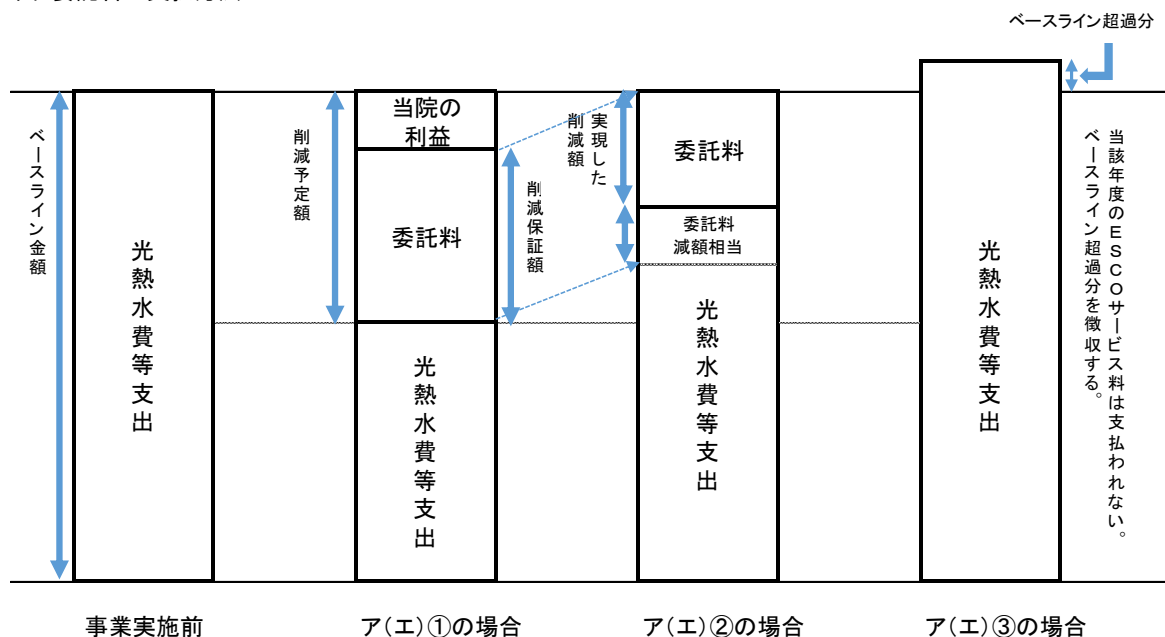 ベースライン超過分
ベースライン金額
光熱水費等支出
削減予定額
当院の
利益
委託料
削減保証額
光熱水費等支出
実現した
削減額
委託料
委託料
減額相当
光熱水費等支出
光熱水費等支出
当該年度のESCOサービス料は支払われない。
ベースライン超過分を徴収する。
事業実施前
ア(エ)①の場合
ア(エ)②の場合
ア(エ)③の場合